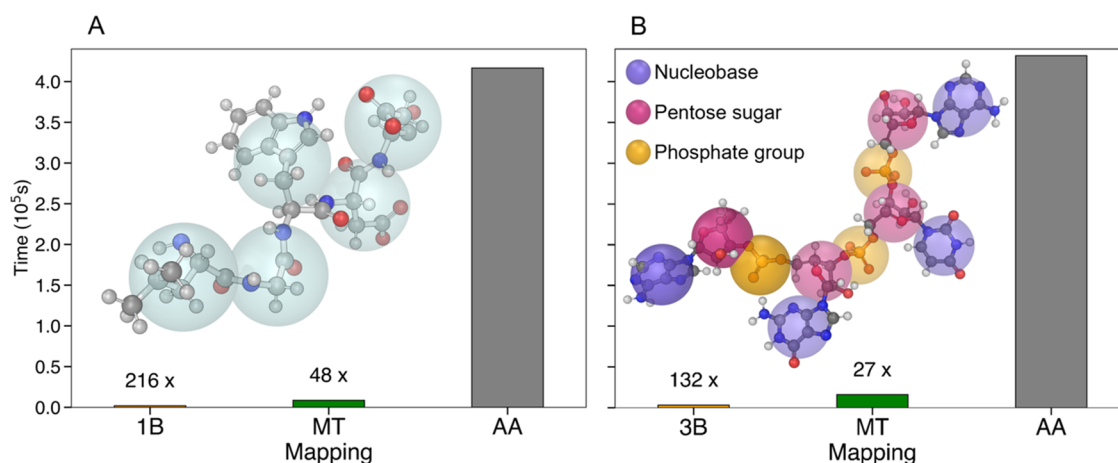 A
B
Time (10⁵s)
4.0
3.5
3.0
2.5
2.0
1.5
1.0
0.5
0.0
216 x
48 x
1B
MT
AA
Mapping
Nucleobase
Pentose sugar
Phosphate group
132 x
27 x
3B
MT
AA
Mapping